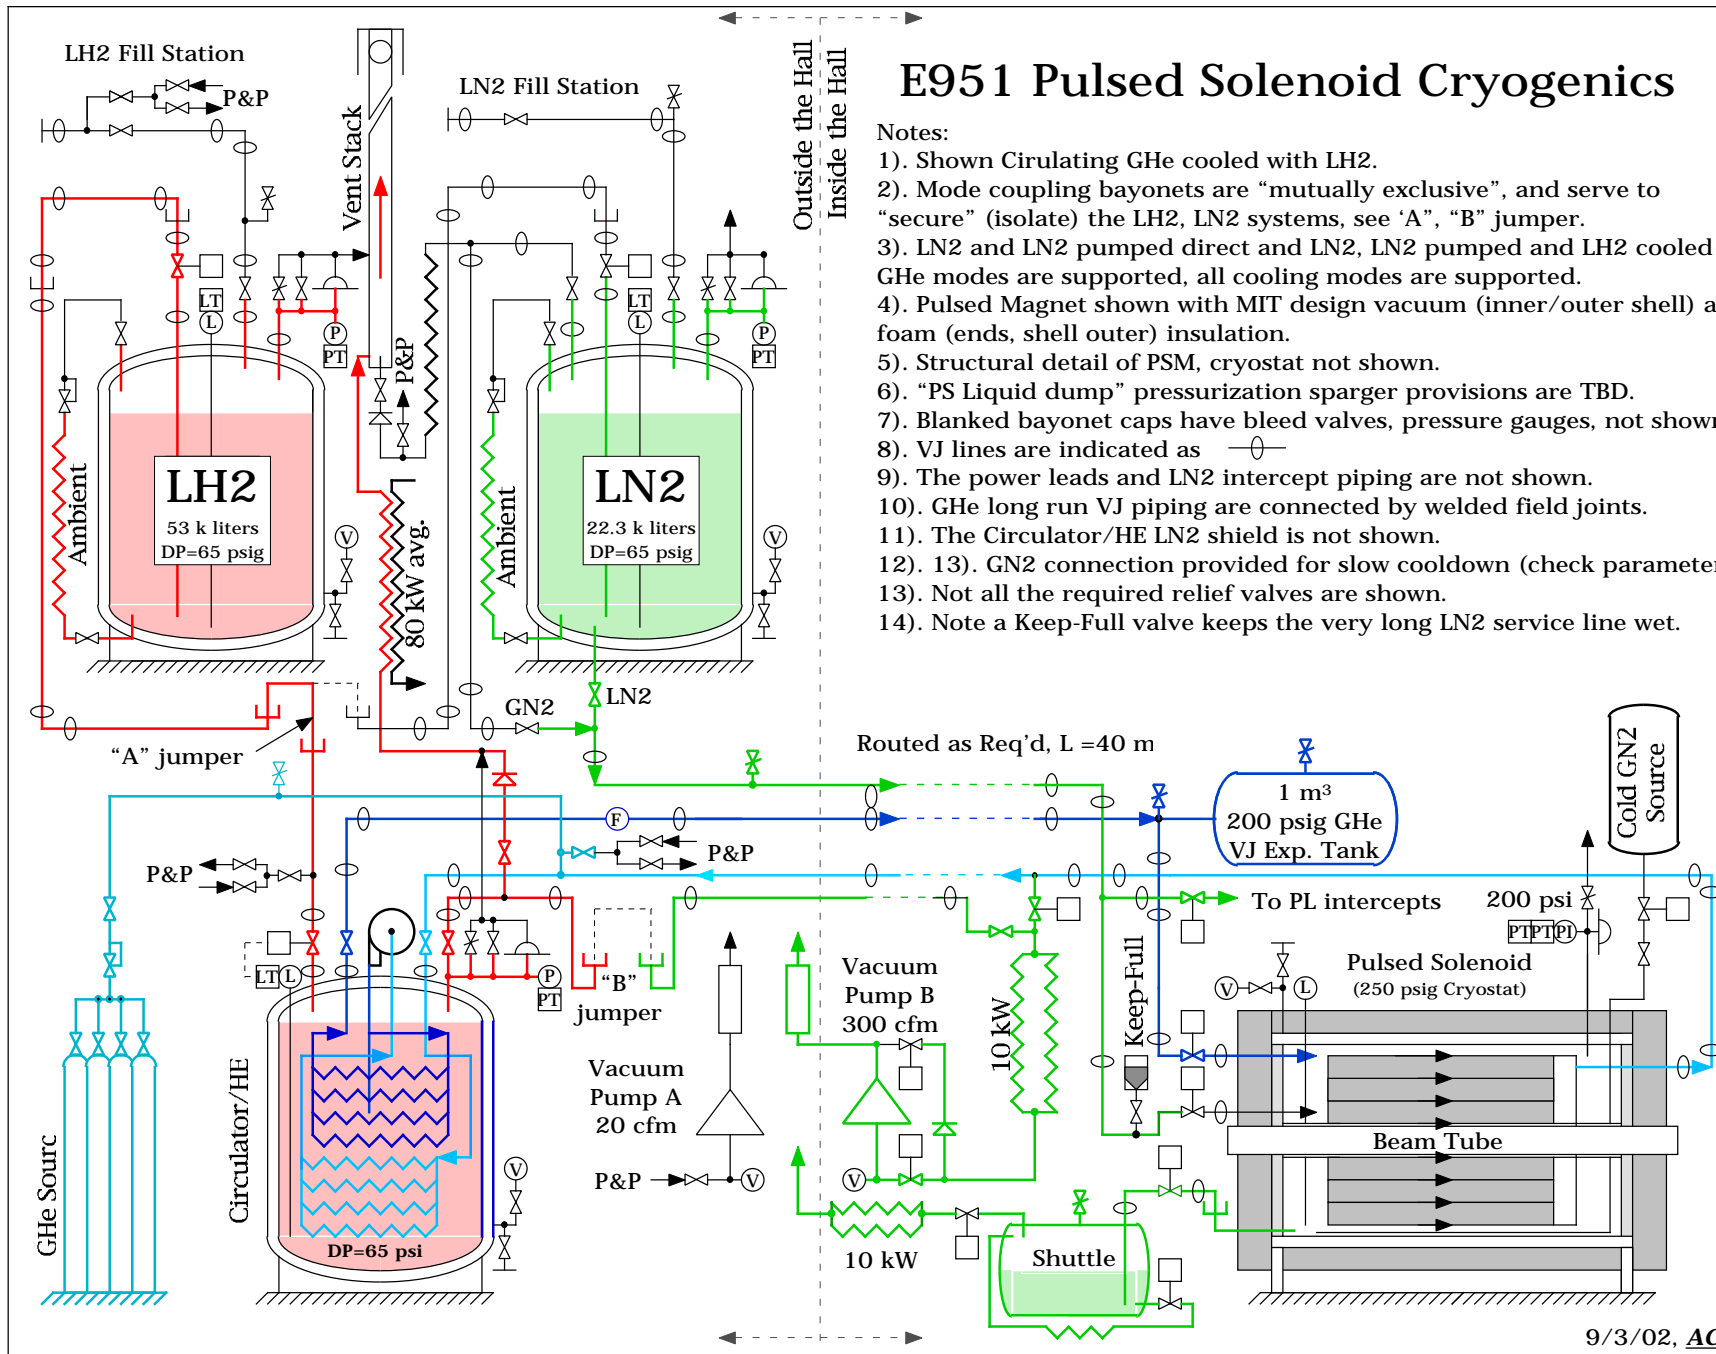 E951 Pulsed Solenoid Cryogenics
Notes:
1). Shown Cirulating GHe cooled with LH2.
2). Mode coupling bayonets are “mutually exclusive”, and serve to
“secure” (isolate) the LH2, LN2 systems, see ‘A”, “B” jumper.
3). LN2 and LN2 pumped direct and LN2, LN2 pumped and LH2 cooled
GHe modes are supported, all cooling modes are supported.
4). Pulsed Magnet shown with MIT design vacuum (inner/outer shell) a
foam (ends, shell outer) insulation.
5). Structural detail of PSM, cryostat not shown.
6). “PS Liquid dump” pressurization sparger provisions are TBD.
7). Blanked bayonet caps have bleed valves, pressure gauges, not shown
8). VJ lines are indicated as
9). The power leads and LN2 intercept piping are not shown.
10). GHe long run VJ piping are connected by welded field joints.
11). The Circulator/HE LN2 shield is not shown.
12). 13). GN2 connection provided for slow cooldown (check parameter
13). Not all the required relief valves are shown.
14). Note a Keep-Full valve keeps the very long LN2 service line wet.
Outside the Hall
Inside the Hall
LH2 Fill Station
P&P
Vent Stack
LN2 Fill Station
LT
L
P
PT
P&P
LT
L
P
PT
LH2
53 k liters
DP=65 psig
Ambient
V
80 kW avg.
LN2
22.3 k liters
DP=65 psig
Ambient
V
GN2
LN2
“A” jumper
Routed as Req’d, L =40 m
F
P&P
P&P
1 m³
200 psig GHe
VJ Exp. Tank
Cold GN2
Source
To PL intercepts
200 psi
PT
PT
PI
LT
L
P
PT
“B”
jumper
Vacuum
Pump B
300 cfm
10 kW
Keep-Full
Pulsed Solenoid
(250 psig Cryostat)
V
L
Vacuum
Pump A
20 cfm
P&P
V
V
Beam Tube
GHe Sourc
Circulator/HE
V
DP=65 psi
10 kW
Shuttle
9/3/02, AC